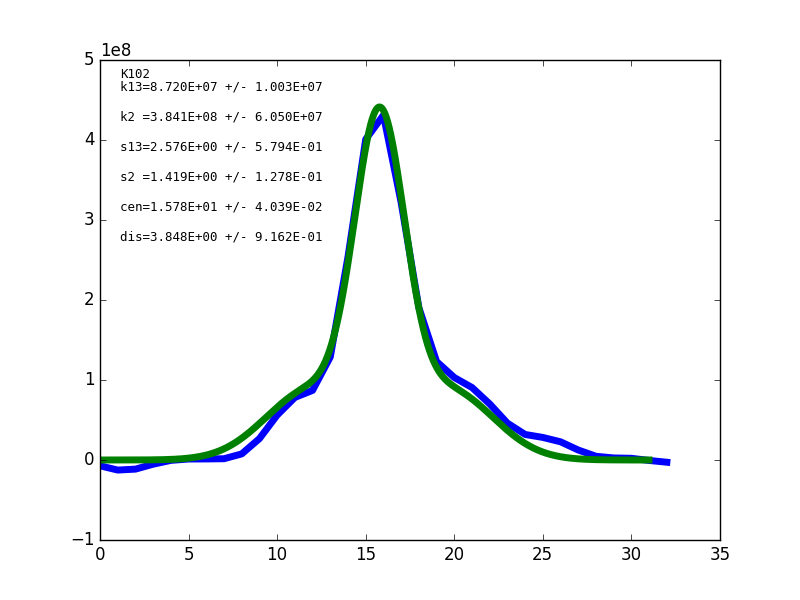 1e8
K102
k13=8.720E+07 +/- 1.003E+07
k2 =3.841E+08 +/- 6.050E+07
s13=2.576E+00 +/- 5.794E-01
s2 =1.419E+00 +/- 1.278E-01
cen=1.578E+01 +/- 4.039E-02
dis=3.848E+00 +/- 9.162E-01
5
4
3
2
1
0
−1
0 5 10 15 20 25 30 35